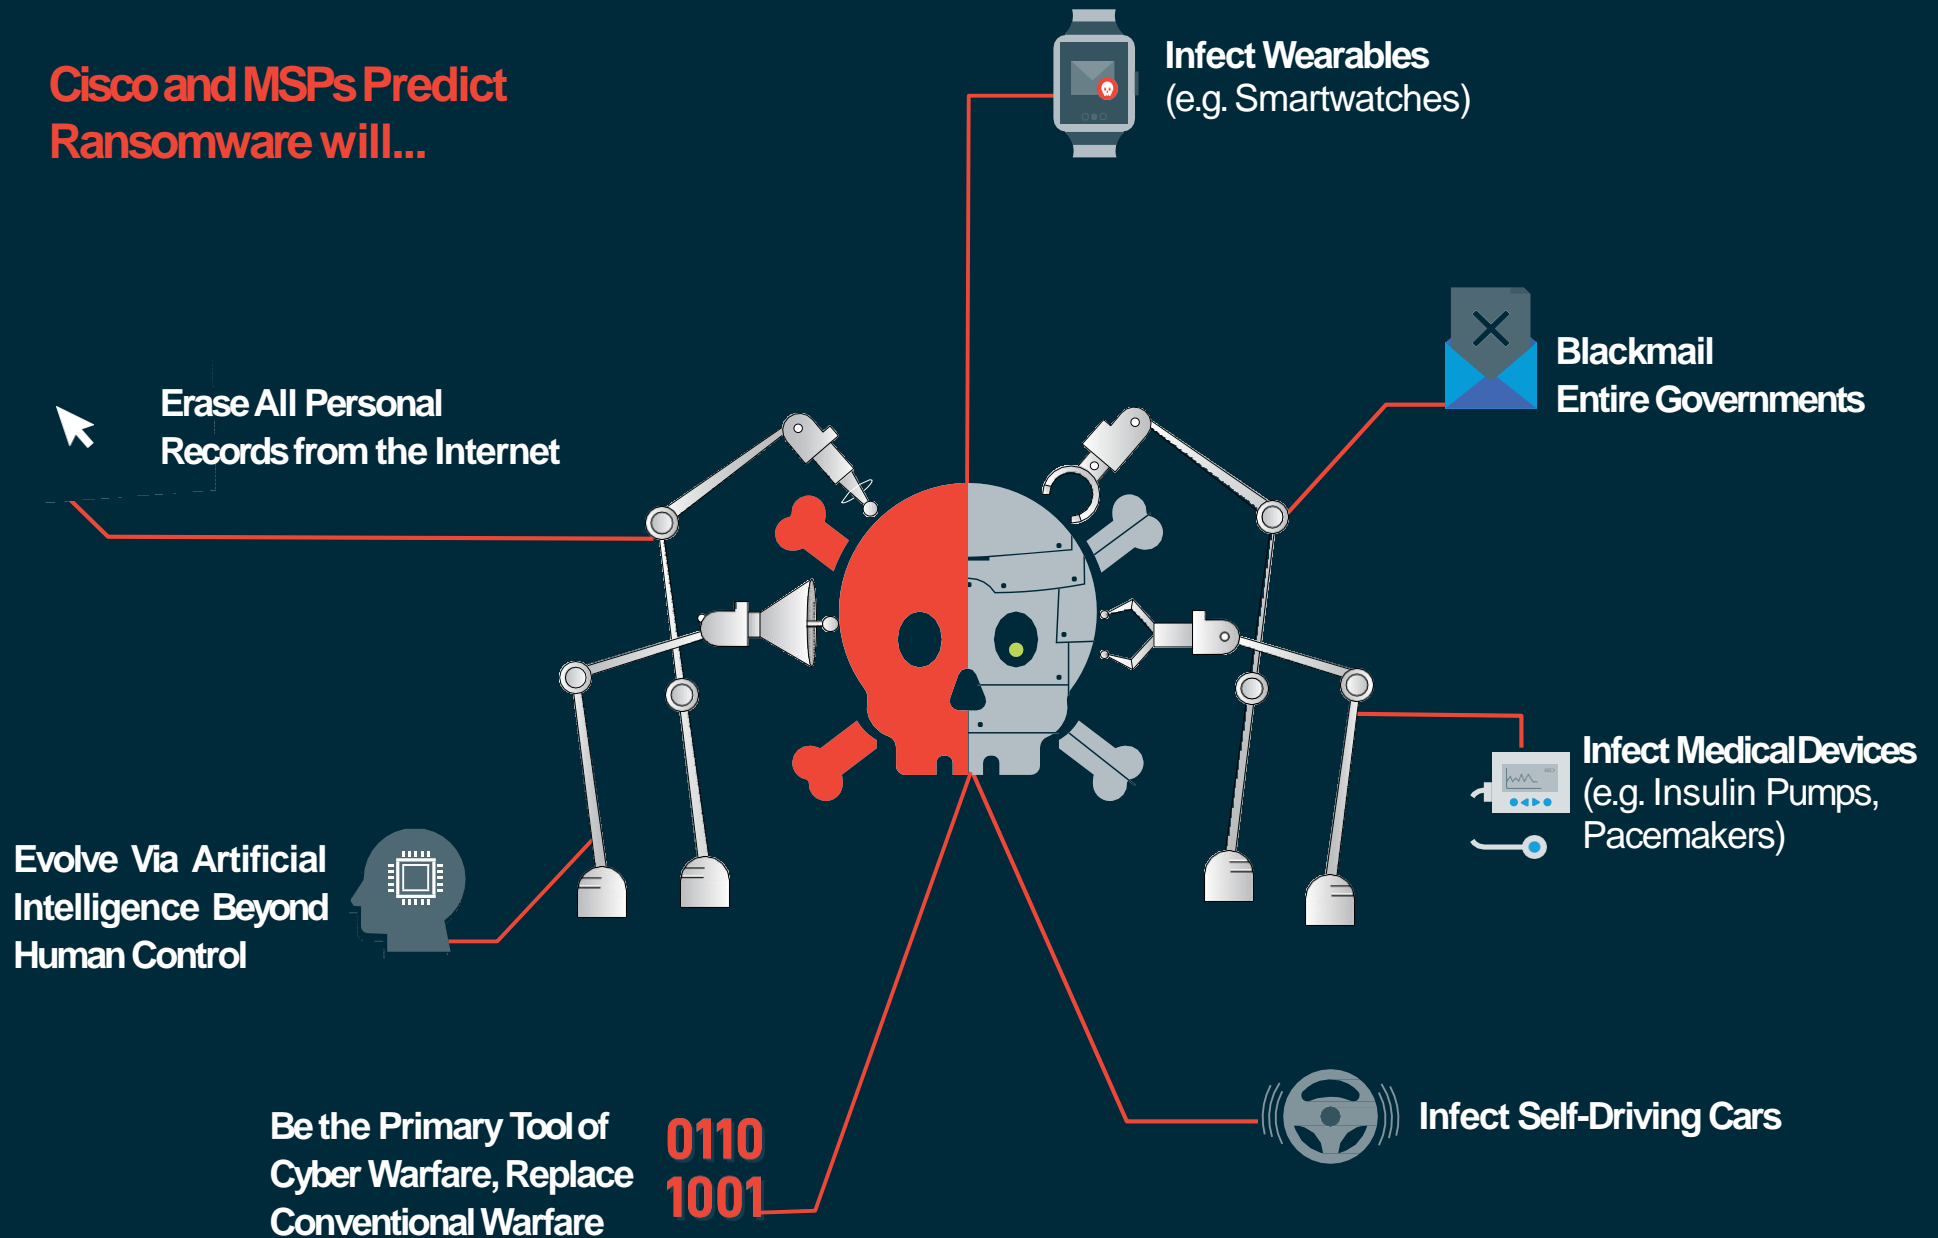 Cisco and MSPs Predict
Ransomware will...
Infect Wearables
(e.g. Smartwatches)
Blackmail
Entire Governments
Erase All Personal
Records from the Internet
Infect Medical Devices
(e.g. Insulin Pumps,
Pacemakers)
Evolve Via Artificial
Intelligence Beyond
Human Control
Be the Primary Tool of
Cyber Warfare, Replace
Conventional Warfare
0110
1001
Infect Self-Driving Cars